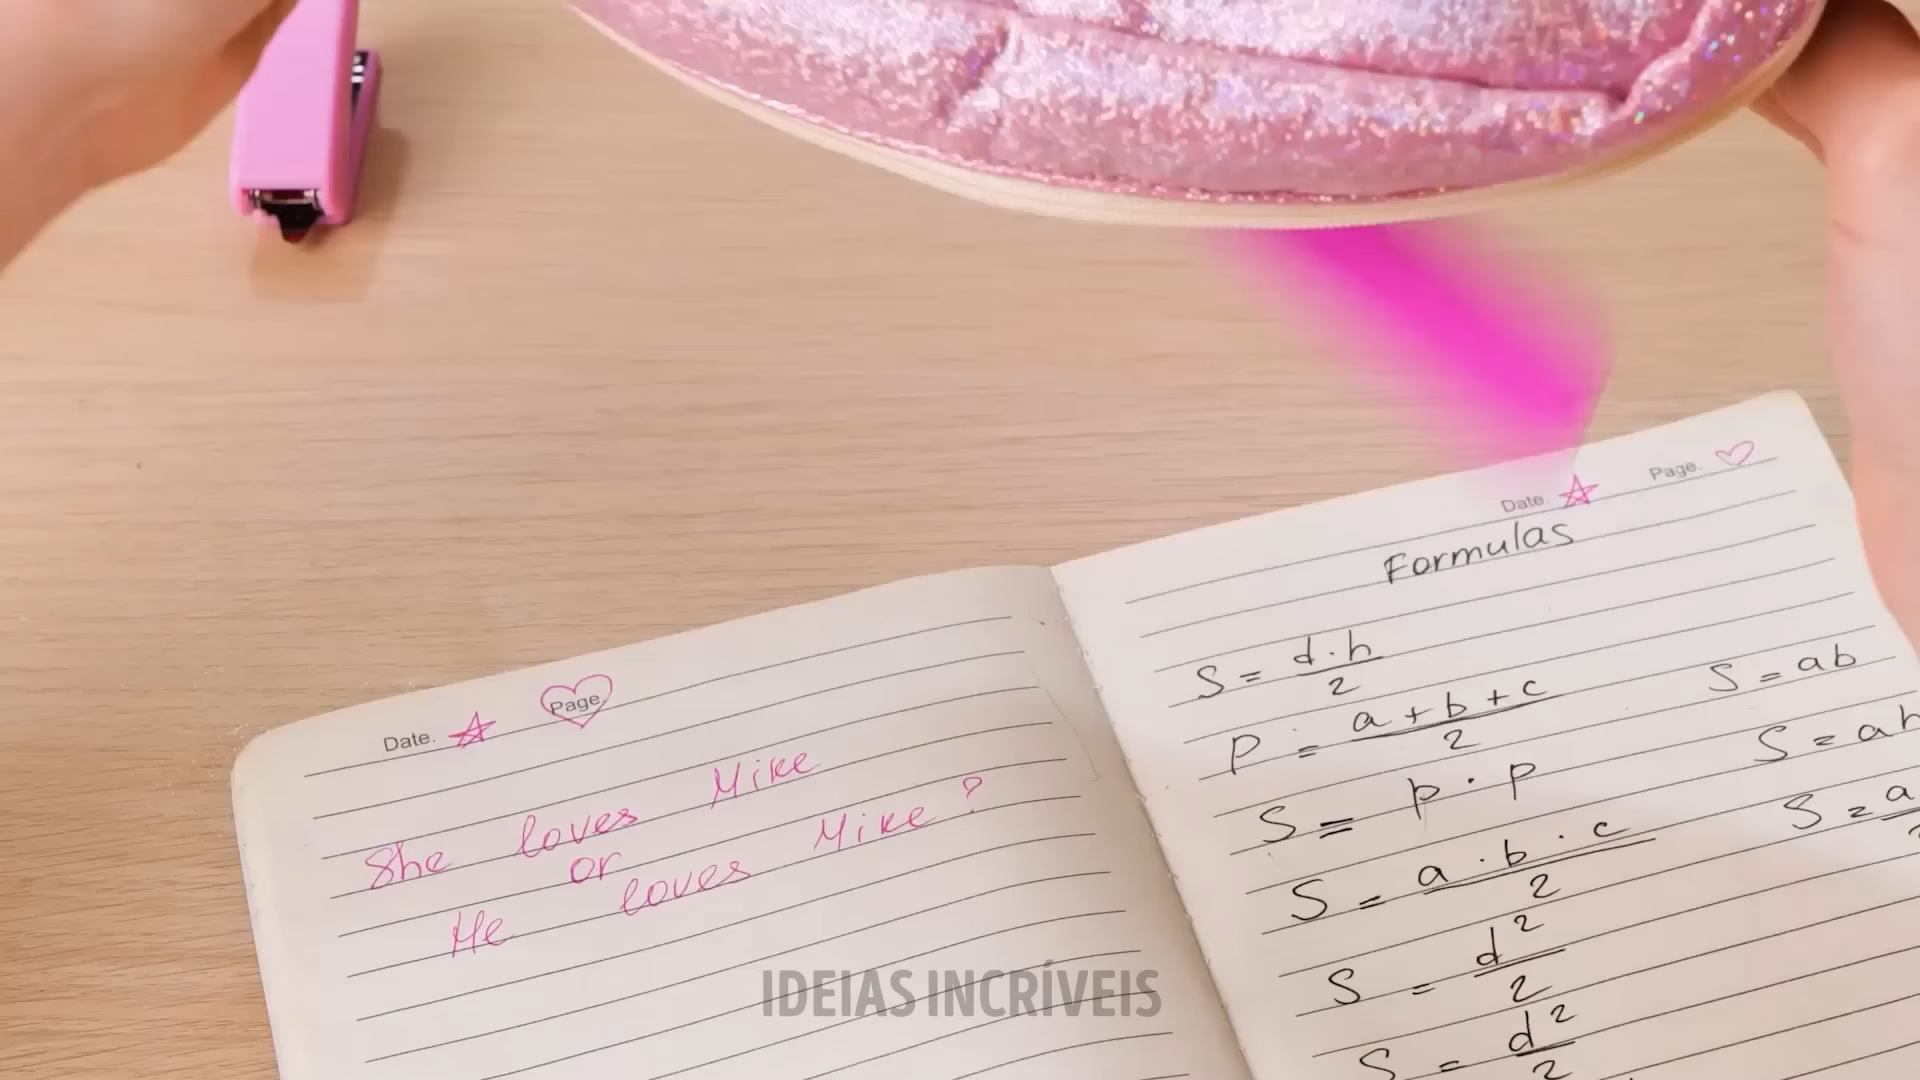 Date. Page.
She loves Mike
or
He loves Mike?
Date. Page.
Formulas
S = d·h/2
P = a+b+c/2
S = p·p
S = a·b·c/2
S = d²/2
S = d²/2
S = ab
S = ah
S = a
IDEIAS INCRÍVEIS